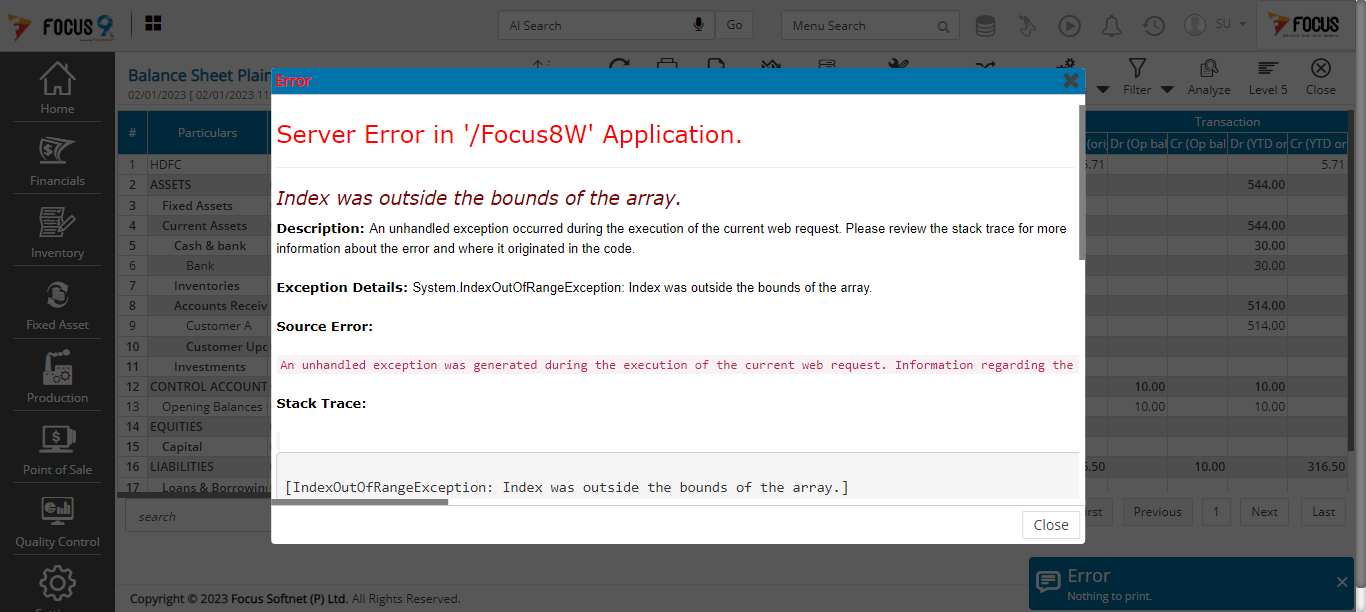 FOCUS 9
AI Search
Go
Menu Search
SU
FOCUS
Home
Financials
Inventory
Fixed Asset
Production
Point of Sale
Quality Control
Balance Sheet Plain
02/01/2023 [ 02/01/2023 11
Filter
Analyze
Level 5
Close
# Particulars
Transaction
(ori Dr (Op bal Cr (Op bal Dr (YTD or Cr (YTD or
1 HDFC 5.71 5.71
2 ASSETS 544.00
3 Fixed Assets
4 Current Assets 544.00
5 Cash & bank 30.00
6 Bank 30.00
7 Inventories
8 Accounts Receiv 514.00
9 Customer A 514.00
10 Customer Upd
11 Investments
12 CONTROL ACCOUNT 10.00 10.00
13 Opening Balances 10.00 10.00
14 EQUITIES
15 Capital
16 LIABILITIES 5.50 10.00 316.50
17 Loans & Borrowin
search
irst
Previous
1
Next
Last
Error
Server Error in '/Focus8W' Application.
Index was outside the bounds of the array.
Description: An unhandled exception occurred during the execution of the current web request. Please review the stack trace for more
information about the error and where it originated in the code.
Exception Details: System.IndexOutOfRangeException: Index was outside the bounds of the array.
Source Error:
An unhandled exception was generated during the execution of the current web request. Information regarding the
Stack Trace:
[IndexOutOfRangeException: Index was outside the bounds of the array.]
Close
Error
Nothing to print.
Copyright © 2023 Focus Softnet (P) Ltd. All Rights Reserved.